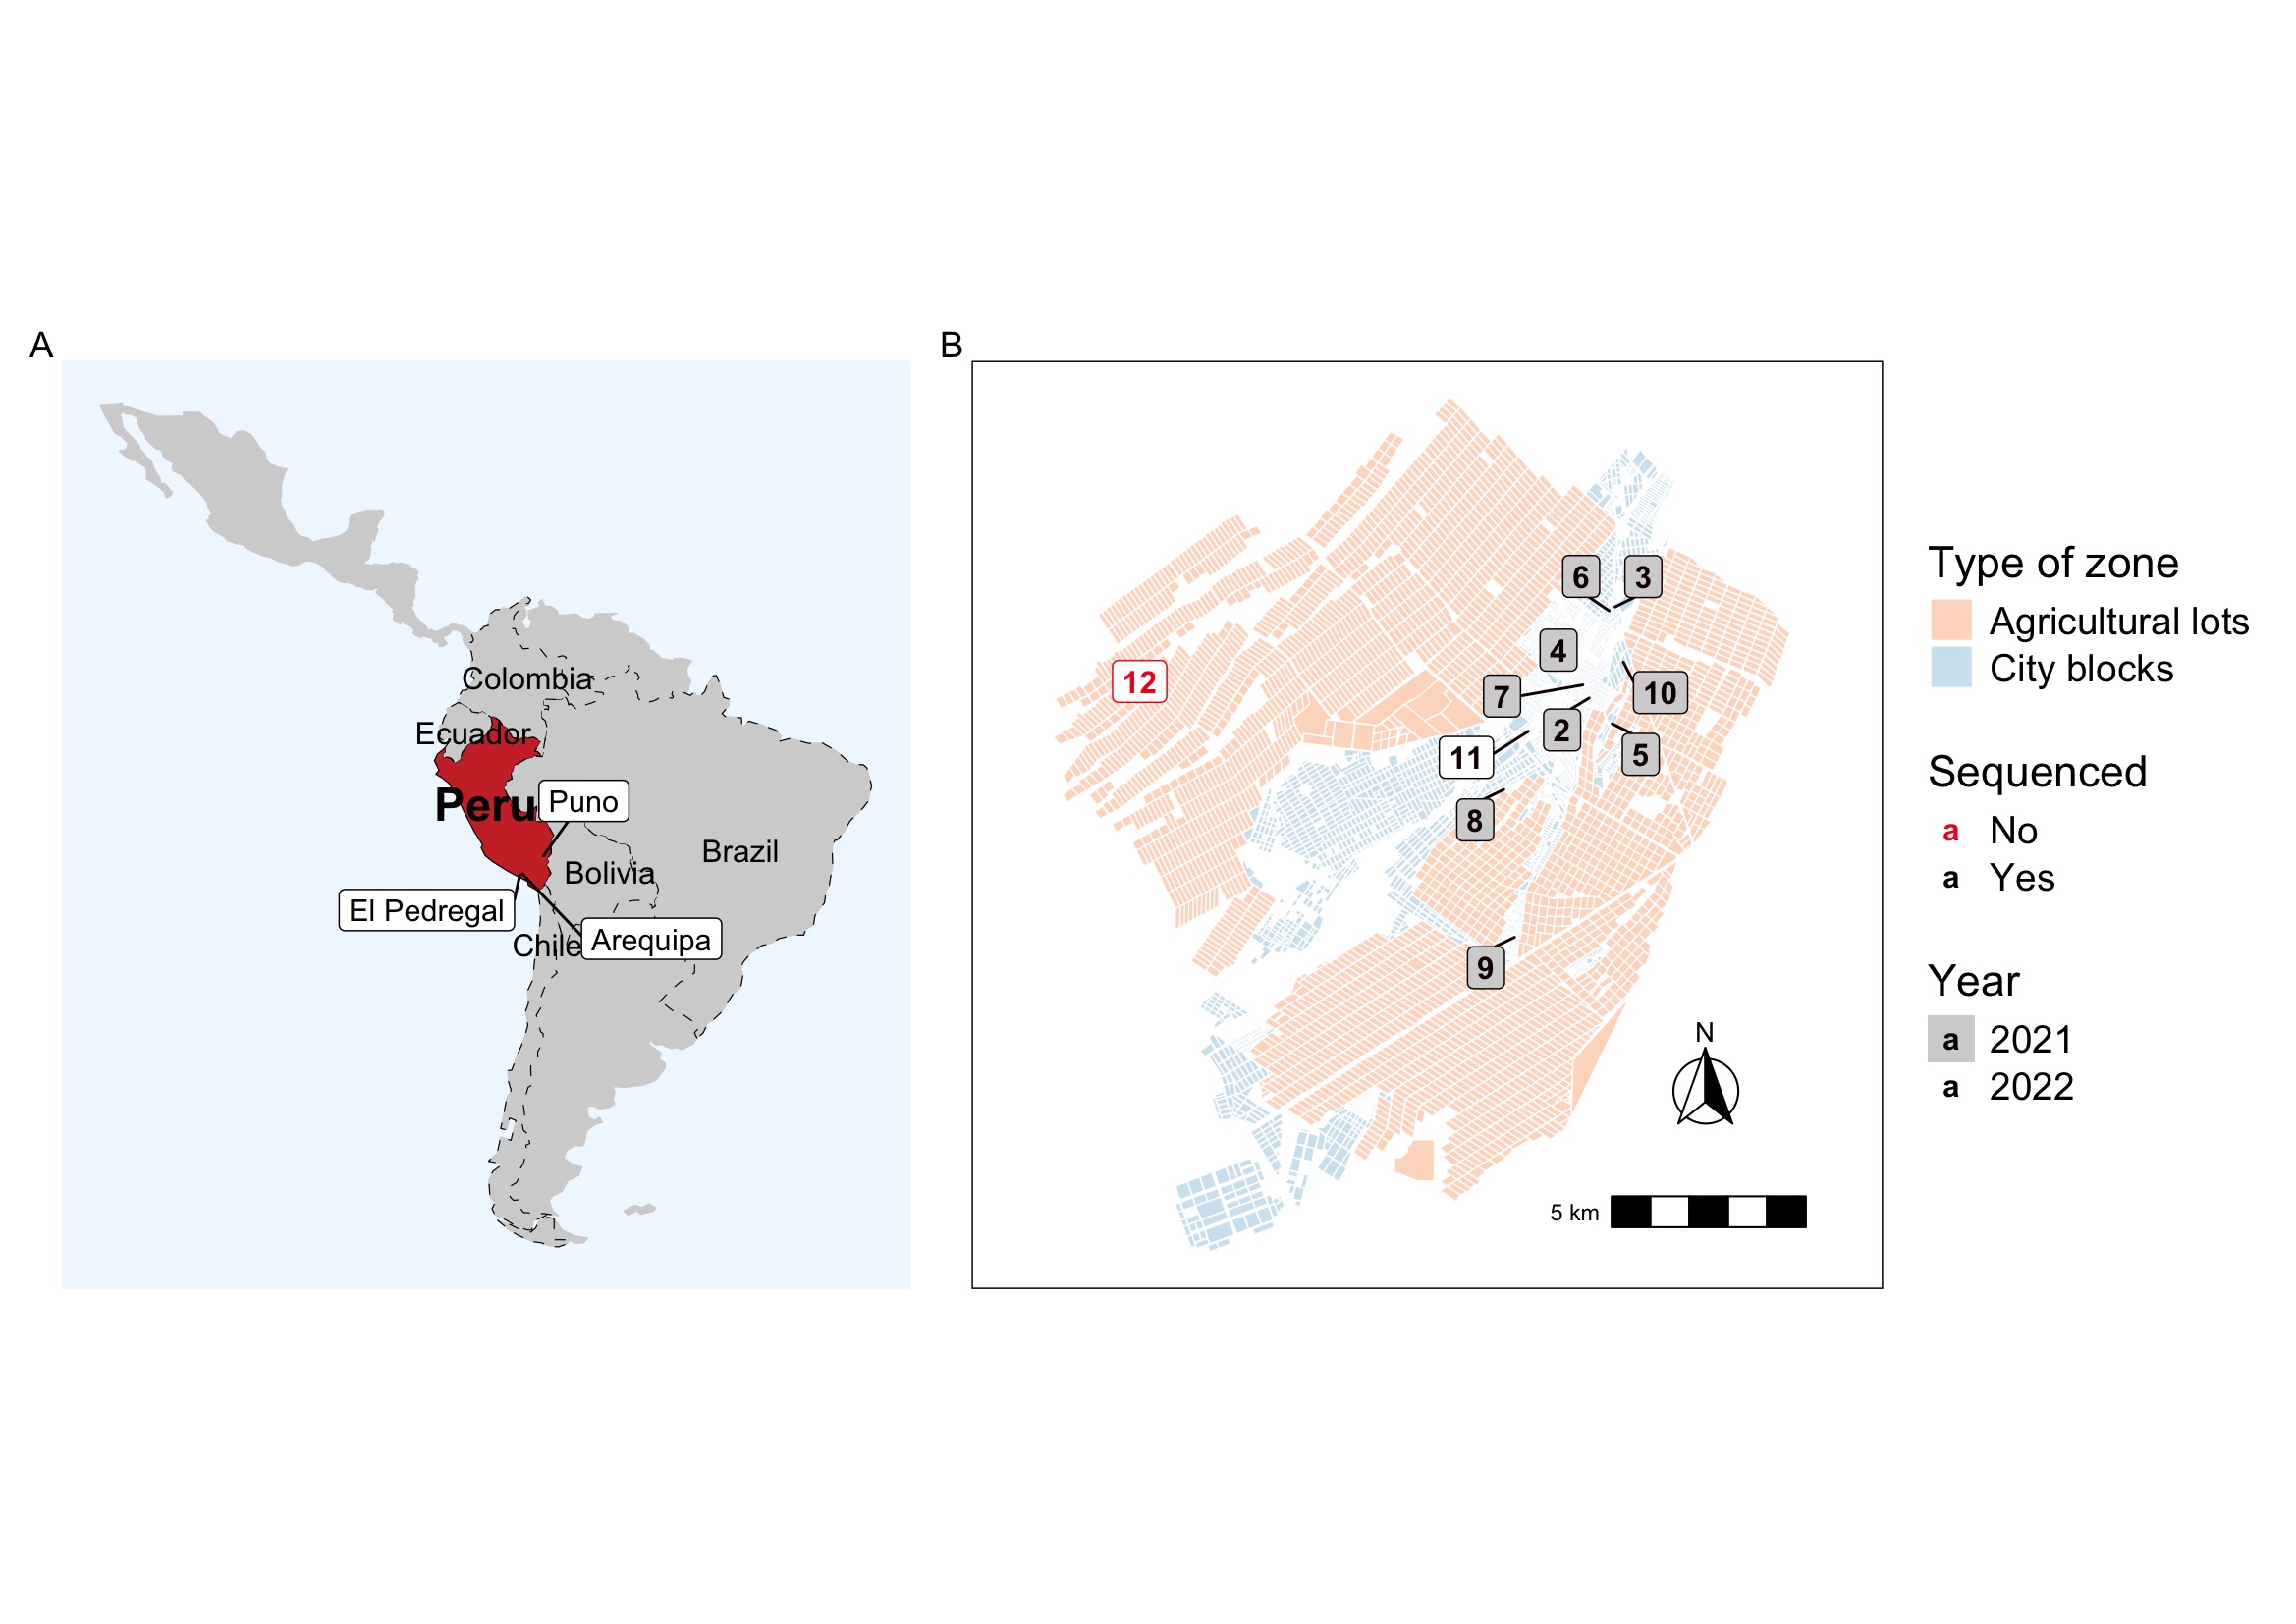 A
Colombia
Ecuador
Peru
Puno
Brazil
Bolivia
El Pedregal
Arequipa
Chile
B
6
3
4
12
7
10
2
11
5
8
9
N
5 km
Type of zone
Agricultural lots
City blocks
Sequenced
a No
a Yes
Year
a 2021
a 2022